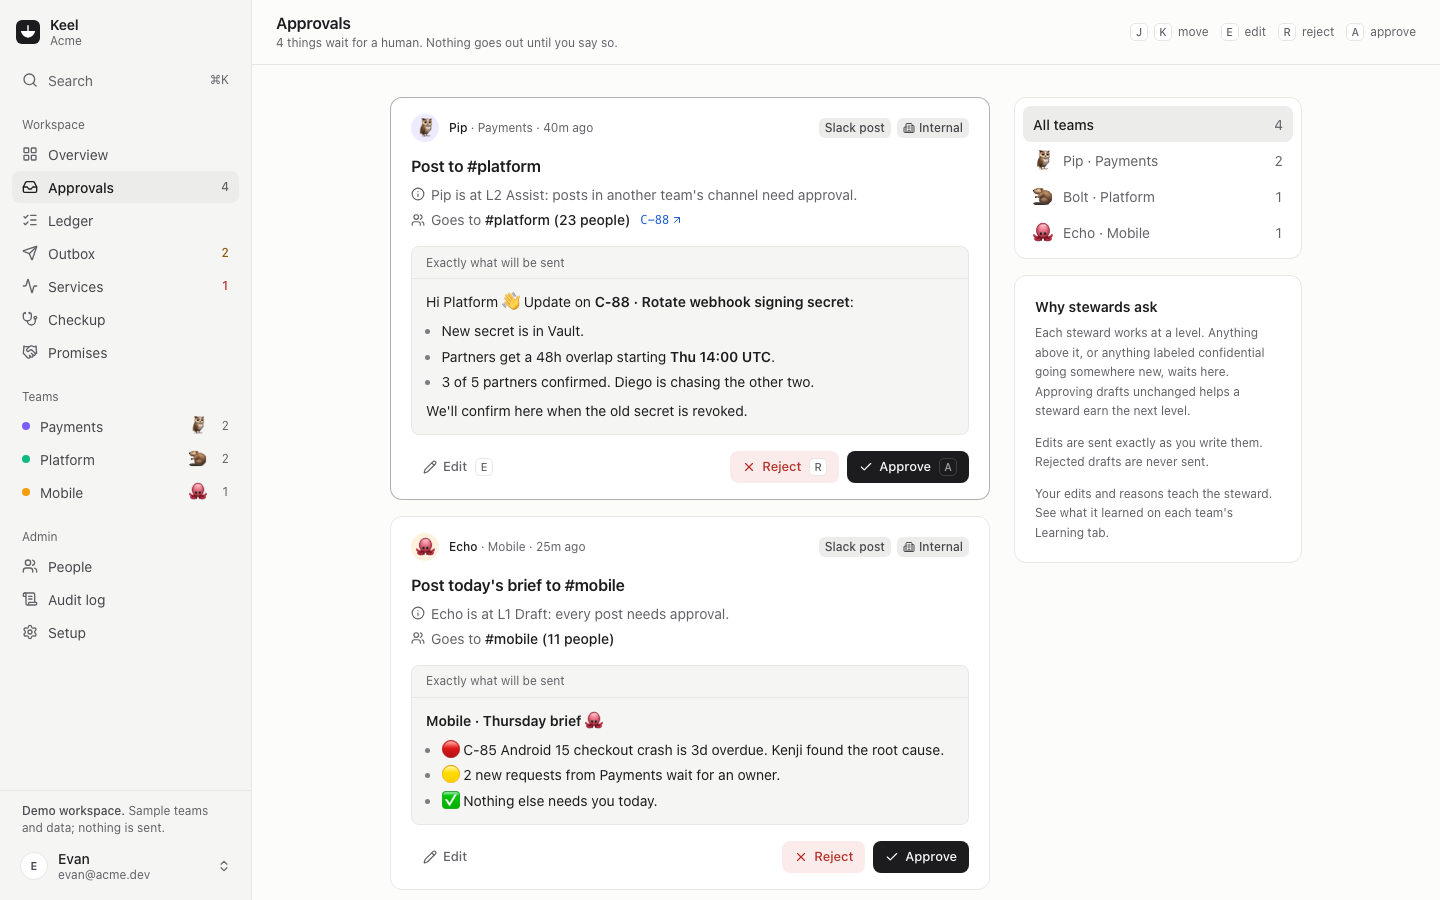 Keel
Acme
Search ⌘K
Workspace
Overview
Approvals 4
Ledger
Outbox 2
Services 1
Checkup
Promises
Teams
Payments 2
Platform 2
Mobile 1
Admin
People
Audit log
Setup
Demo workspace. Sample teams
and data; nothing is sent.
E
Evan
evan@acme.dev
Approvals
4 things wait for a human. Nothing goes out until you say so.
J K move E edit R reject A approve
Pip · Payments · 40m ago Slack post Internal
Post to #platform
Pip is at L2 Assist: posts in another team's channel need approval.
Goes to #platform (23 people) C-88 ↗
Exactly what will be sent
Hi Platform 👋 Update on C-88 · Rotate webhook signing secret:
• New secret is in Vault.
• Partners get a 48h overlap starting Thu 14:00 UTC.
• 3 of 5 partners confirmed. Diego is chasing the other two.
We'll confirm here when the old secret is revoked.
Edit E Reject R Approve A
Echo · Mobile · 25m ago Slack post Internal
Post today's brief to #mobile
Echo is at L1 Draft: every post needs approval.
Goes to #mobile (11 people)
Exactly what will be sent
Mobile · Thursday brief 🐙
• 🔴 C-85 Android 15 checkout crash is 3d overdue. Kenji found the root cause.
• 🟡 2 new requests from Payments wait for an owner.
• ✅ Nothing else needs you today.
Edit Reject Approve
All teams 4
Pip · Payments 2
Bolt · Platform 1
Echo · Mobile 1
Why stewards ask
Each steward works at a level. Anything
above it, or anything labeled confidential
going somewhere new, waits here.
Approving drafts unchanged helps a
steward earn the next level.
Edits are sent exactly as you write them.
Rejected drafts are never sent.
Your edits and reasons teach the steward.
See what it learned on each team's
Learning tab.